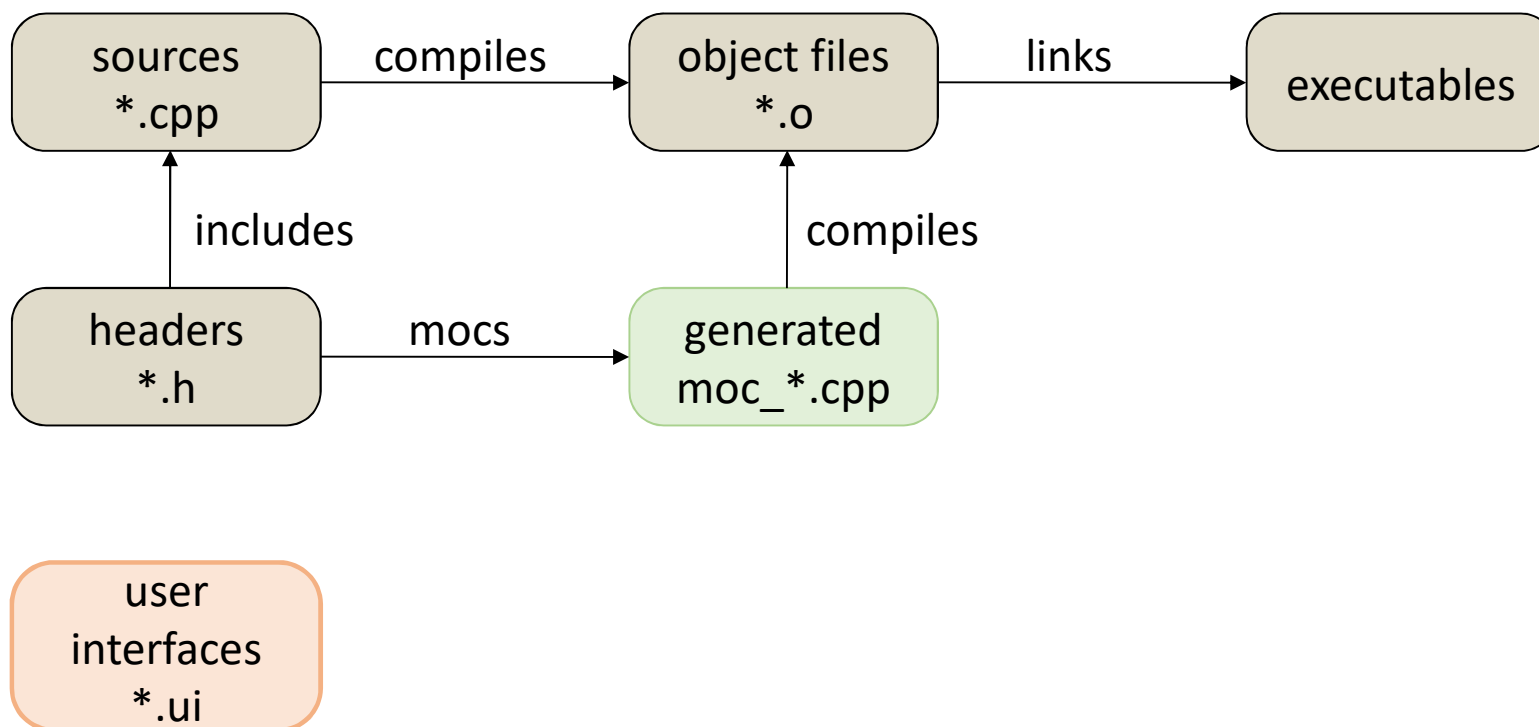 sources
*.cpp
compiles
object files
*.o
links
executables
includes
compiles
headers
*.h
mocs
generated
moc_*.cpp
user
interfaces
*.ui